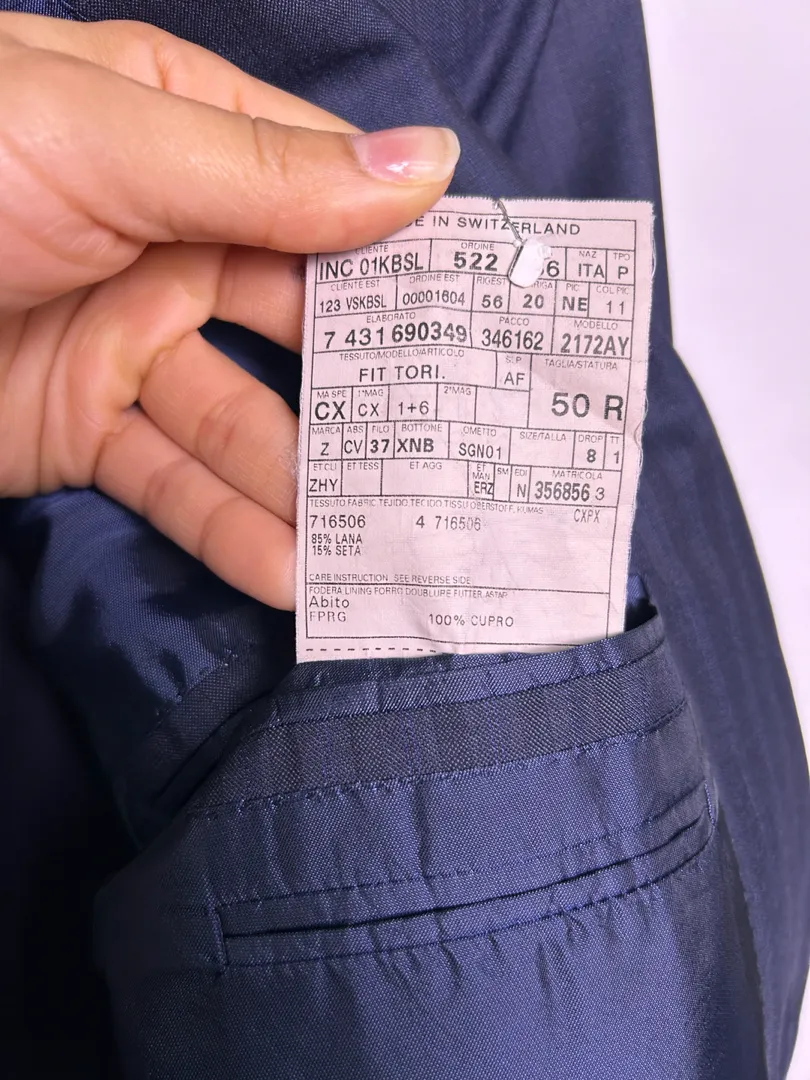 DE IN SWITZERLAND
CLIENTE ORDINE NAZ TPO
INC 01KBSL 522 6 ITA P
CLIENTE EST ORDINE EST RIGEST RIGA PIC COL PIC
123 VSKBSL 00001604 56 20 NE 11
ELABORATO PACCO MODELLO
7 431690349 346162 2172AY
TESSUTO/MODELLO/ARTICOLO S.P. TAGLIA/STATURA
FIT TORI. AF 50 R
MA SPE 1°MAG 2°MAG
CX CX 1+6
MARCA ABS FILO BOTTONE OMETTO SIZE/TALLA DROP TT
Z CV 37 XNB SGN01 8 1
ET CLI ET TESS ET AGG ET MAN SM EDI MATRICOLA
ZHY ERZ N 356856 3
TESSUTO FABRIC TEJIDO TECIDO TISSU OBERSTOFF, KUMAS
CXPX
716506 4 716506
85% LANA
15% SETA
CARE INSTRUCTION SEE REVERSE SIDE
FODERA LINING FORRO DOUBLURE FUTTER ASTAR
Abito
FPRG 100% CUPRO